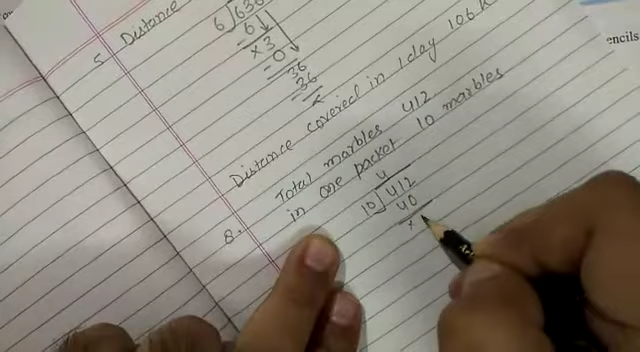 5 Distance
6)636
6
x3
0
36
36
x
Distance covered in 1 day 106 K
8. Total marbles 412
in one packet 10 marbles
4
10)412
40
x
encils